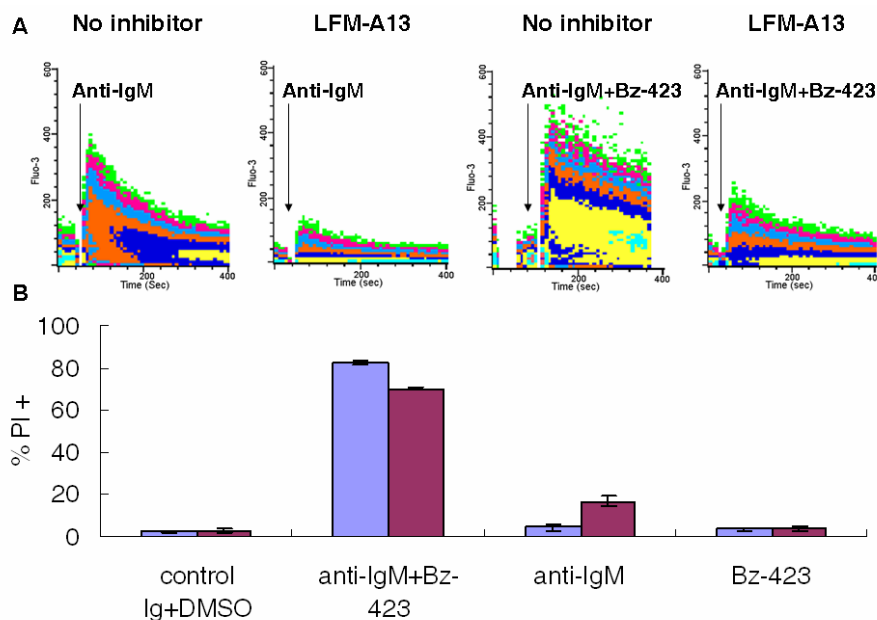 A
No inhibitor
LFM-A13
No inhibitor
LFM-A13
Anti-IgM
Fluo-3
200
400
600
200
400
Time (Sec)
Anti-IgM
Fluo-3
200
400
600
200
400
Time (sec)
Anti-IgM+Bz-423
Fluo-3
200
400
600
200
400
Time (sec)
Anti-IgM+Bz-423
Fluo-3
200
400
600
200
400
Time (sec)
B
% PI +
100
80
60
40
20
0
control
Ig+DMSO
anti-IgM+Bz-
423
anti-IgM
Bz-423